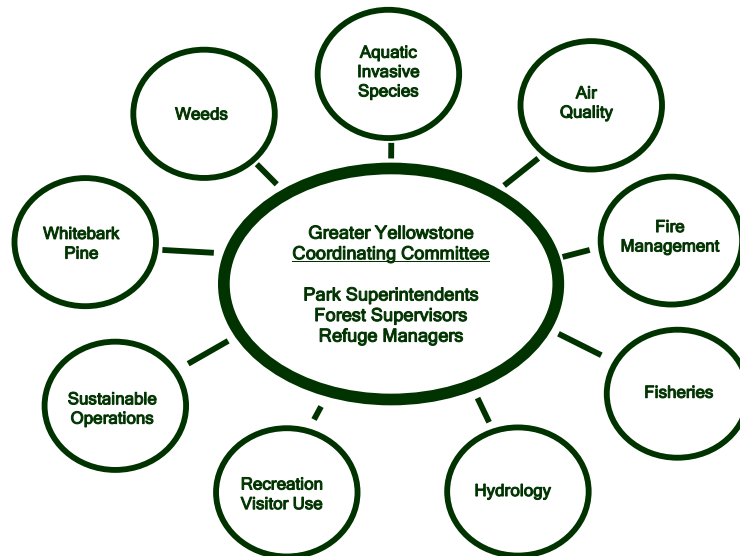 Aquatic
Invasive
Species
Weeds
Air
Quality
Whitebark
Pine
Greater Yellowstone
Coordinating Committee
Park Superintendents
Forest Supervisors
Refuge Managers
Fire
Management
Sustainable
Operations
Fisheries
Recreation
Visitor Use
Hydrology